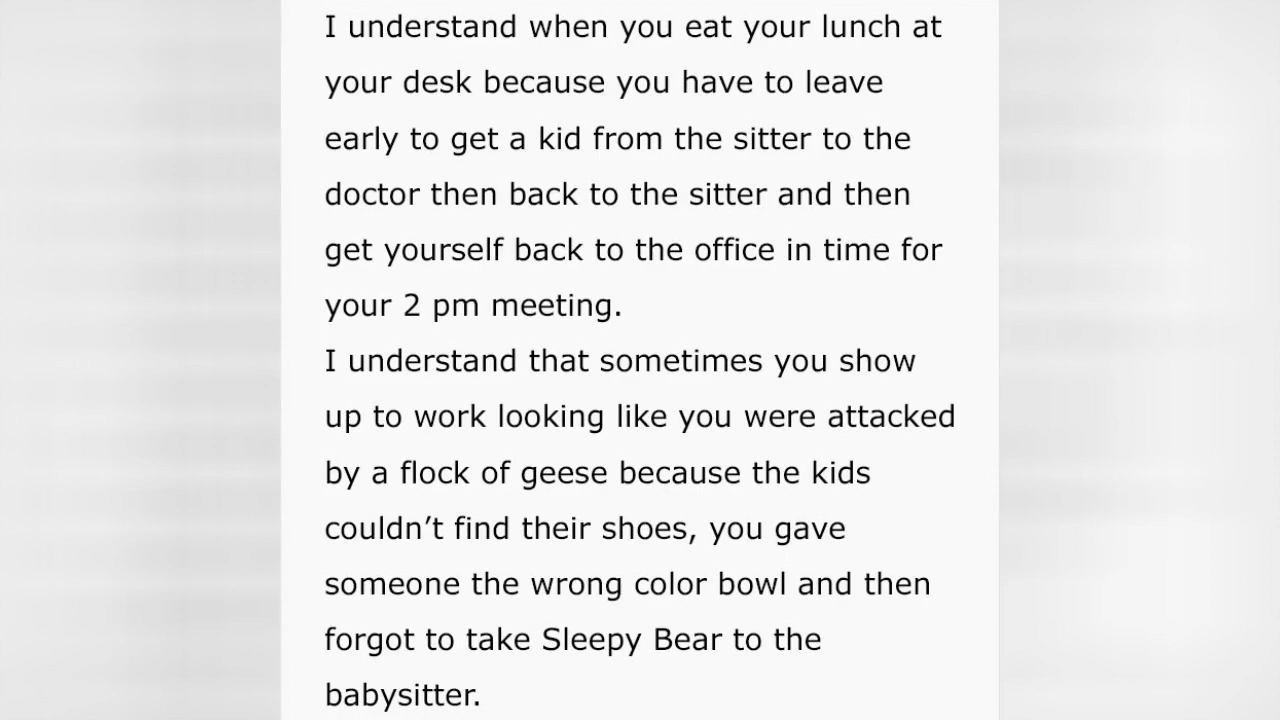 I understand when you eat your lunch at
your desk because you have to leave
early to get a kid from the sitter to the
doctor then back to the sitter and then
get yourself back to the office in time for
your 2 pm meeting.
I understand that sometimes you show
up to work looking like you were attacked
by a flock of geese because the kids
couldn’t find their shoes, you gave
someone the wrong color bowl and then
forgot to take Sleepy Bear to the
babysitter.